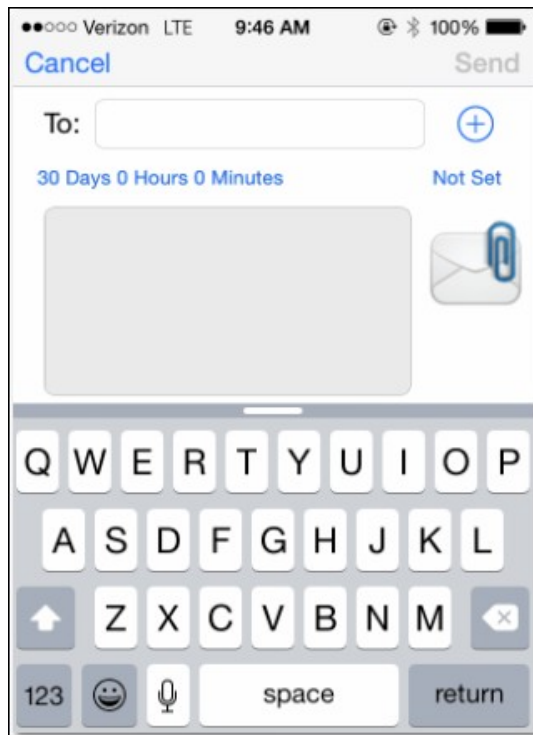 Verizon LTE 9:46 AM 100%
Cancel Send
To:
30 Days 0 Hours 0 Minutes Not Set
Q W E R T Y U I O P
A S D F G H J K L
Z X C V B N M
123 space return